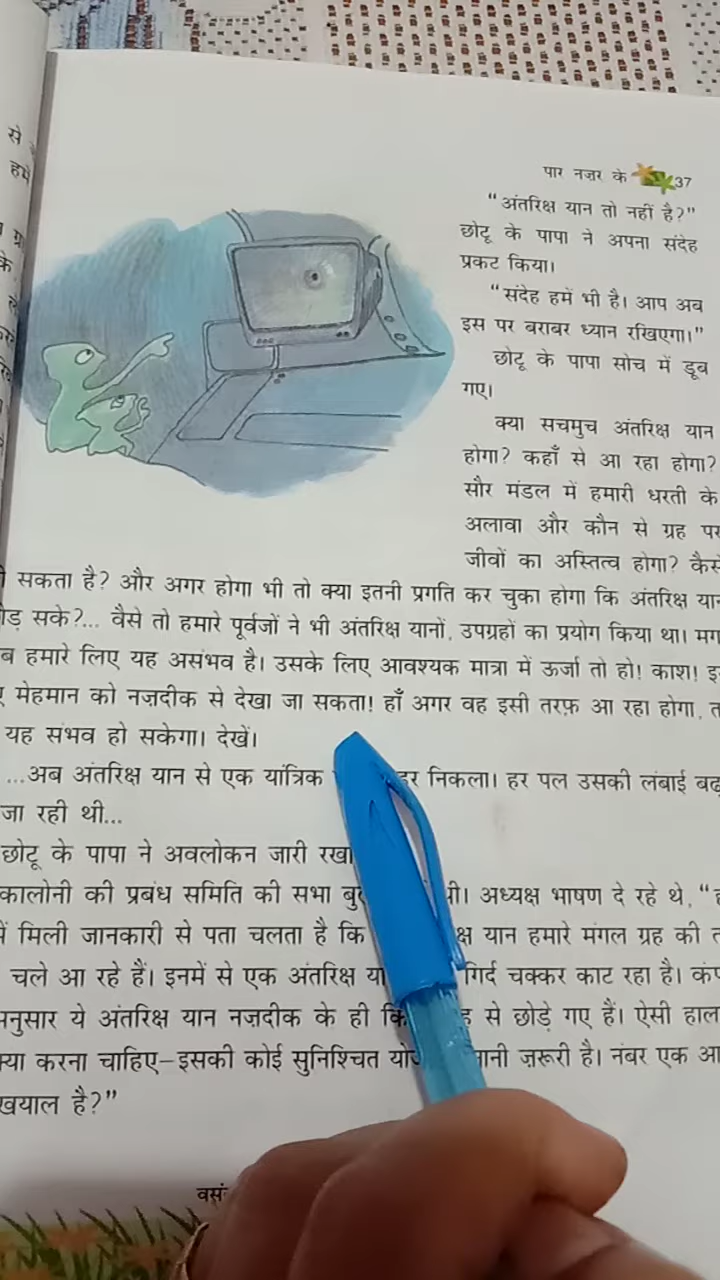 पार नज़र के 37
“अंतरिक्ष यान तो नहीं है?”
छोटू के पापा ने अपना संदेह
प्रकट किया।
“संदेह हमें भी है। आप अब
इस पर बराबर ध्यान रखिएगा।”
छोटू के पापा सोच में डूब
गए।
क्या सचमुच अंतरिक्ष यान
होगा? कहाँ से आ रहा होगा?
सौर मंडल में हमारी धरती के
अलावा और कौन से ग्रह पर
जीवों का अस्तित्व होगा? कैसे
सकता है? और अगर होगा भी तो क्या इतनी प्रगति कर चुका होगा कि अंतरिक्ष
सके?... वैसे तो हमारे पूर्वजों ने भी अंतरिक्ष यानों, उपग्रहों का प्रयोग किया था।
हमारे लिए यह असंभव है। उसके लिए आवश्यक मात्रा में ऊर्जा तो हो! काश!
मेहमान को नज़दीक से देखा जा सकता! हाँ अगर वह इसी तरफ़ आ रहा होगा,
यह संभव हो सकेगा। देखें।
...अब अंतरिक्ष यान से एक यांत्रिक निकला। हर पल उसकी लंबाई
जा रही थी...
छोटू के पापा ने अवलोकन जारी रखा
कालोनी की प्रबंध समिति की सभा अध्यक्ष भाषण दे रहे थे, “
में मिली जानकारी से पता चलता है कि यान हमारे मंगल ग्रह की
चले आ रहे हैं। इनमें से एक अंतरिक्ष गिर्द चक्कर काट रहा है।
ये अंतरिक्ष यान नज़दीक के ही से छोड़े गए हैं। ऐसी
क्या करना चाहिए–इसकी कोई सुनिश्चित ज़रूरी है। नंबर एक
खयाल है?”